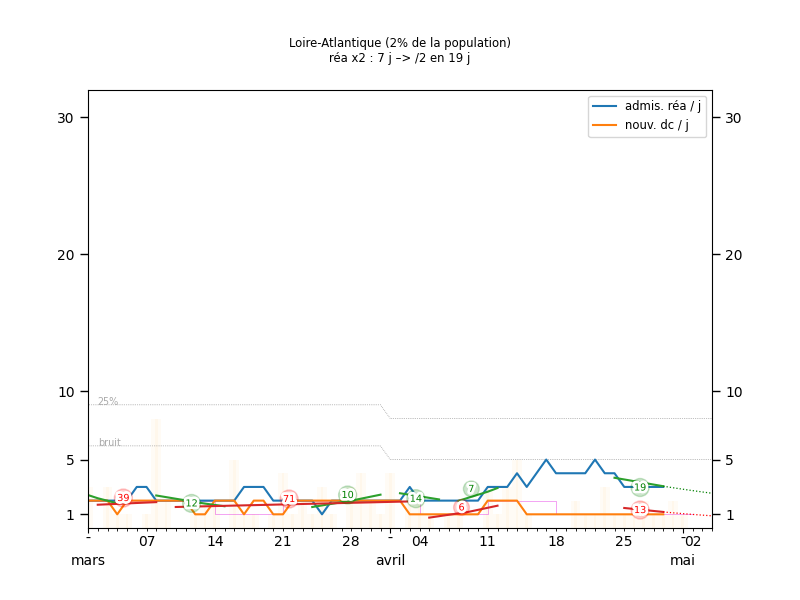 Loire-Atlantique (2% de la population)
réa x2 : 7 j –> /2 en 19 j
admis. réa / j
nouv. dc / j
30 30
20 20
10 10
25%
bruit
5 5
39 12 71 10 14 6 7 19 -13
1 1
- 07 14 21 28 - 04 11 18 25 02
mars avril mai